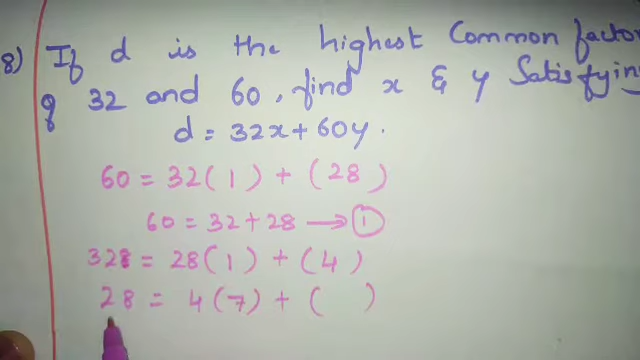 8) If d is the highest Common factor
of 32 and 60, find x & y Satisfying
d = 32x + 60y.
60 = 32(1) + (28)
60 = 32 + 28 → ①
328 = 28(1) + (4)
28 = 4(7) + ( )